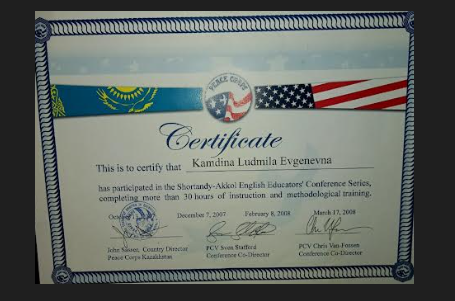 PEACE CORPS
Certificate
This is to certify that Kamdina Ludmila Evgenevna
has participated in the Shortandy-Akkol English Educators' Conference Series,
completing more than 30 hours of instruction and methodological training.
December 7, 2007 February 8, 2008 March 17, 2008
John Country Director PCV Stafford PCV Chris Van-Fossen
Peace Corps Kazakhstan Conference Co-Director Conference Co-Director